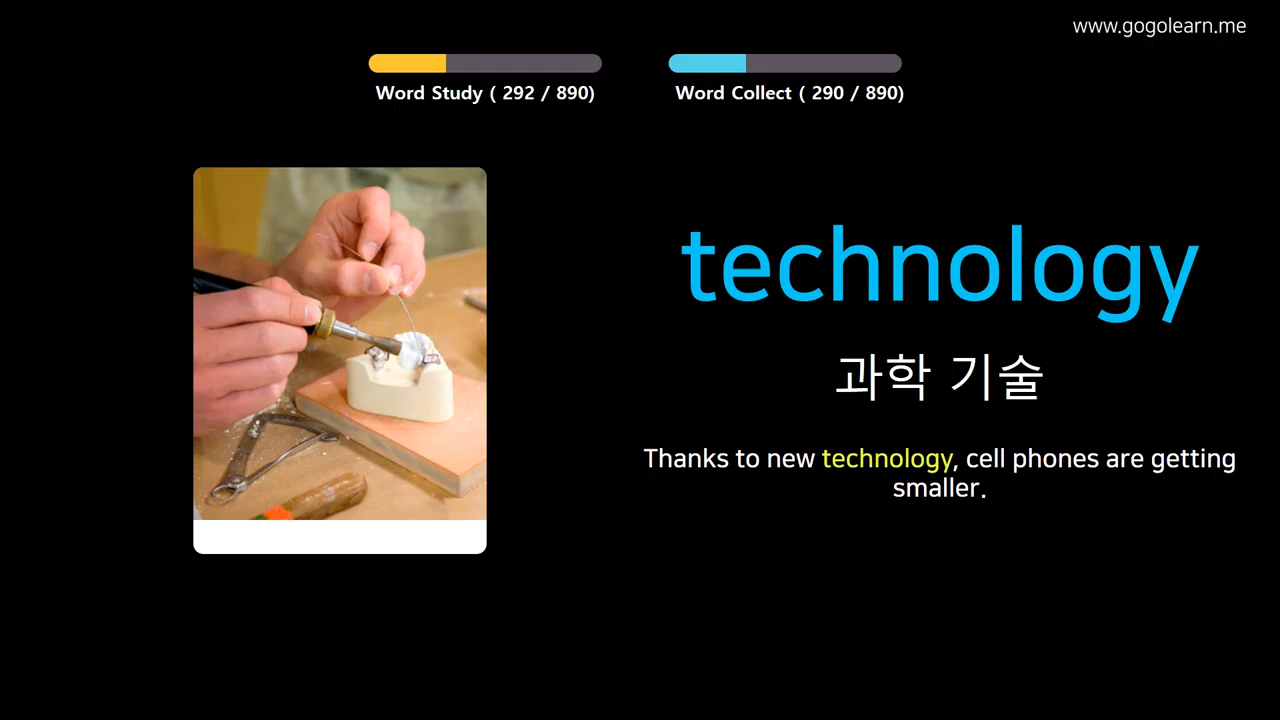 www.gogolearn.me
Word Study ( 292 / 890)
Word Collect ( 290 / 890)
technology
과학 기술
Thanks to new technology, cell phones are getting
smaller.